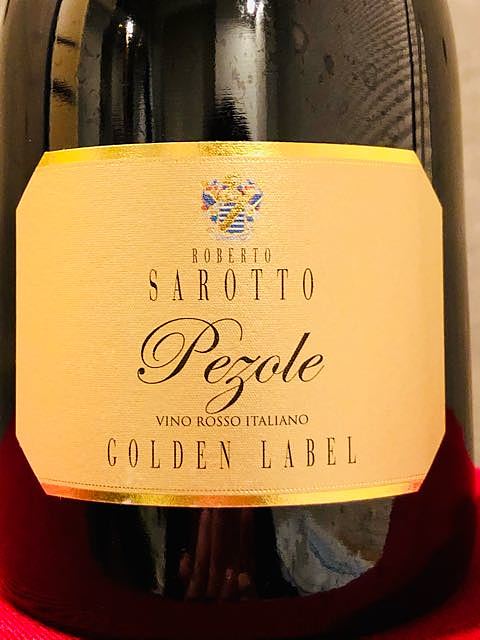 ROBERTO
SAROTTO
Pezole
VINO ROSSO ITALIANO
GOLDEN LABEL